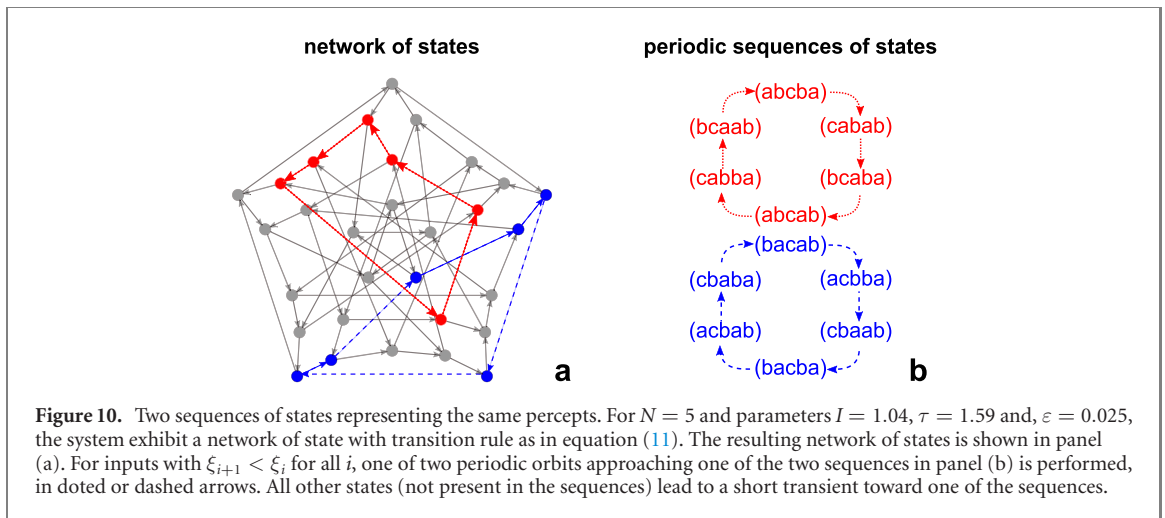 network of states
periodic sequences of states
(abcba)
(bcaab)
(cabab)
(cabba)
(bcaba)
(abcab)
(bacab)
(cbaba)
(acbba)
(acbab)
(cbaab)
(bacba)
a
b
Figure 10. Two sequences of states representing the same percepts. For N = 5 and parameters I = 1.04, τ = 1.59 and, ε = 0.025,
the system exhibit a network of state with transition rule as in equation (11). The resulting network of states is shown in panel
(a). For inputs with ξi+1 < ξi for all i, one of two periodic orbits approaching one of the two sequences in panel (b) is performed,
in doted or dashed arrows. All other states (not present in the sequences) lead to a short transient toward one of the sequences.